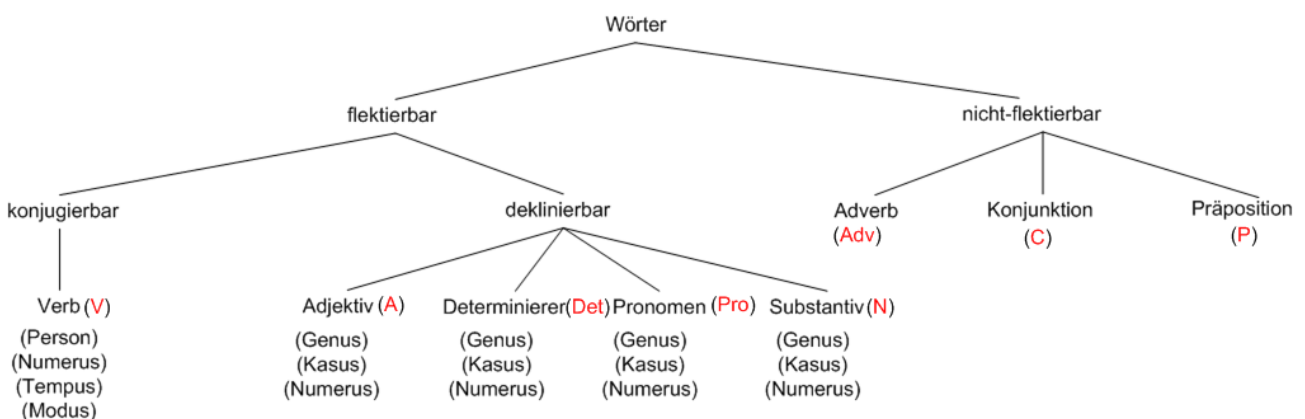 Wörter
flektierbar
nicht-flektierbar
konjugierbar
deklinierbar
Adverb
(Adv)
Konjunktion
(C)
Präposition
(P)
Verb (V)
(Person)
(Numerus)
(Tempus)
(Modus)
Adjektiv (A)
(Genus)
(Kasus)
(Numerus)
Determinierer(Det)
(Genus)
(Kasus)
(Numerus)
Pronomen (Pro)
(Genus)
(Kasus)
(Numerus)
Substantiv (N)
(Genus)
(Kasus)
(Numerus)